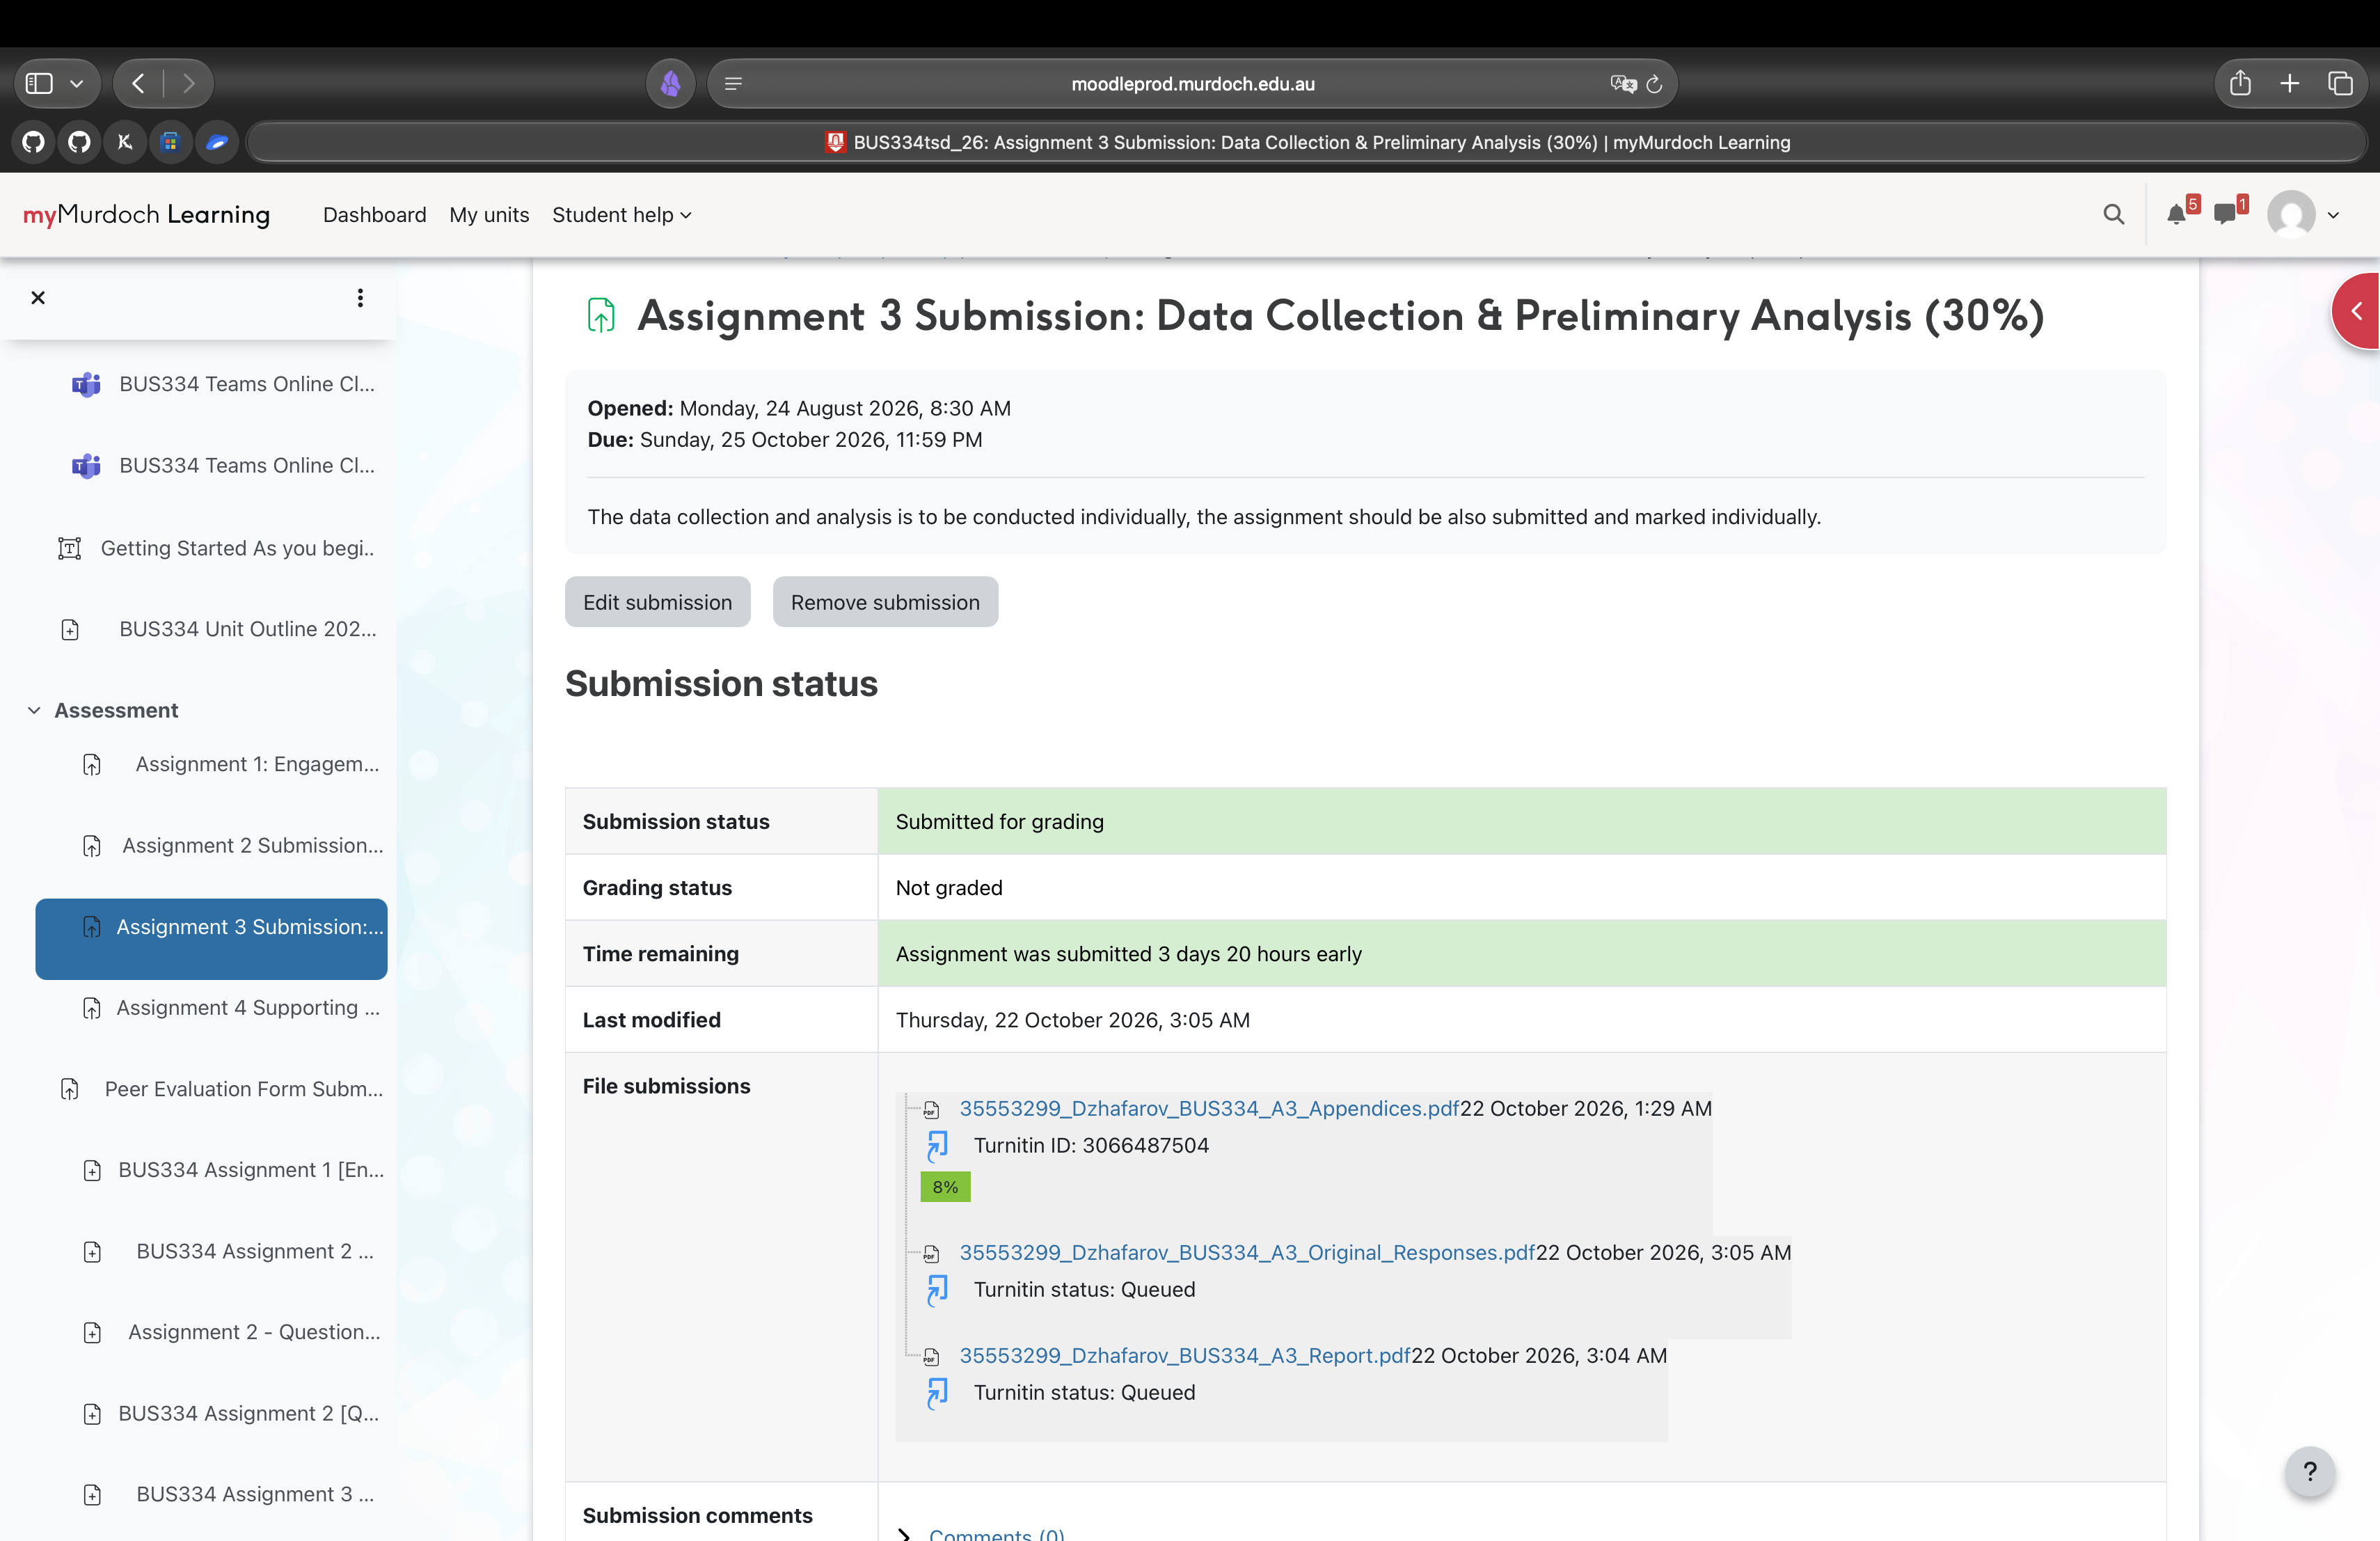 moodleprod.murdoch.edu.au
BUS334tsd_26: Assignment 3 Submission: Data Collection & Preliminary Analysis (30%) | myMurdoch Learning
myMurdoch Learning
Dashboard
My units
Student help
5
1
BUS334 Teams Online Cl...
BUS334 Teams Online Cl...
Getting Started As you begi..
BUS334 Unit Outline 202...
Assessment
Assignment 1: Engagem...
Assignment 2 Submission...
Assignment 3 Submission:...
Assignment 4 Supporting ...
Peer Evaluation Form Subm...
BUS334 Assignment 1 [En...
BUS334 Assignment 2 ...
Assignment 2 - Question...
BUS334 Assignment 2 [Q...
BUS334 Assignment 3 ...
Assignment 3 Submission: Data Collection & Preliminary Analysis (30%)
Opened: Monday, 24 August 2026, 8:30 AM
Due: Sunday, 25 October 2026, 11:59 PM
The data collection and analysis is to be conducted individually, the assignment should be also submitted and marked individually.
Edit submission
Remove submission
Submission status
Submission status Submitted for grading
Grading status Not graded
Time remaining Assignment was submitted 3 days 20 hours early
Last modified Thursday, 22 October 2026, 3:05 AM
File submissions
35553299_Dzhafarov_BUS334_A3_Appendices.pdf22 October 2026, 1:29 AM
Turnitin ID: 3066487504
8%
35553299_Dzhafarov_BUS334_A3_Original_Responses.pdf22 October 2026, 3:05 AM
Turnitin status: Queued
35553299_Dzhafarov_BUS334_A3_Report.pdf22 October 2026, 3:04 AM
Turnitin status: Queued
Submission comments
Comments (0)
?